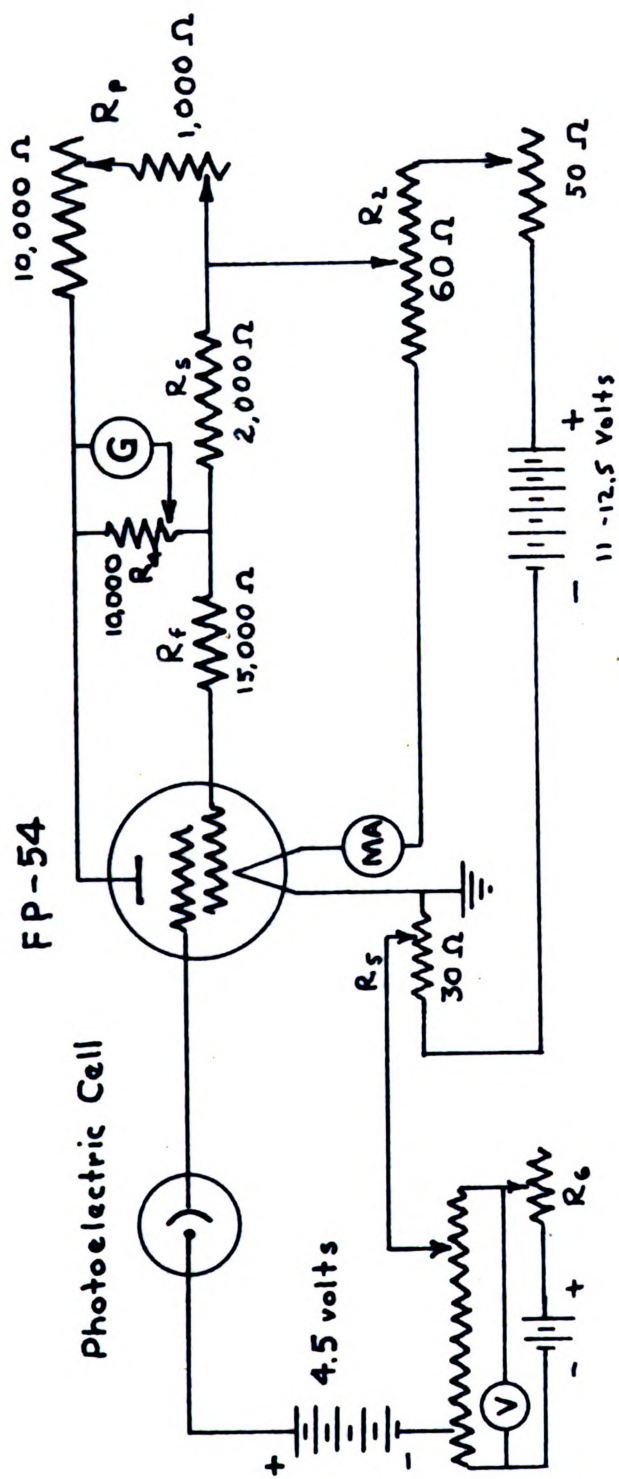 FP-54
Photoelectric Cell
10,000 Ω
Rp
1,000 Ω
G
10,000
R4
Rf
15,000 Ω
Rs
2,000 Ω
R2
60 Ω
MA
50 Ω
R5
30 Ω
4.5 volts
+
-
V
R6
-
+
-
+
11-12.5 Volts